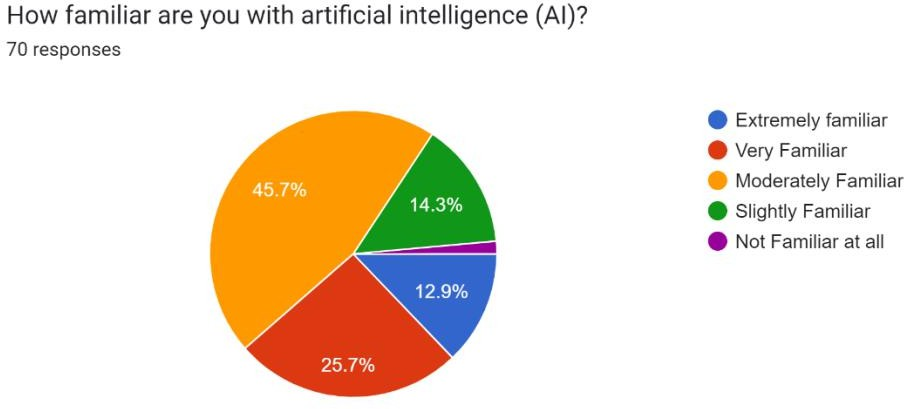 How familiar are you with artificial intelligence (AI)?
70 responses
45.7%
14.3%
12.9%
25.7%
Extremely familiar
Very Familiar
Moderately Familiar
Slightly Familiar
Not Familiar at all